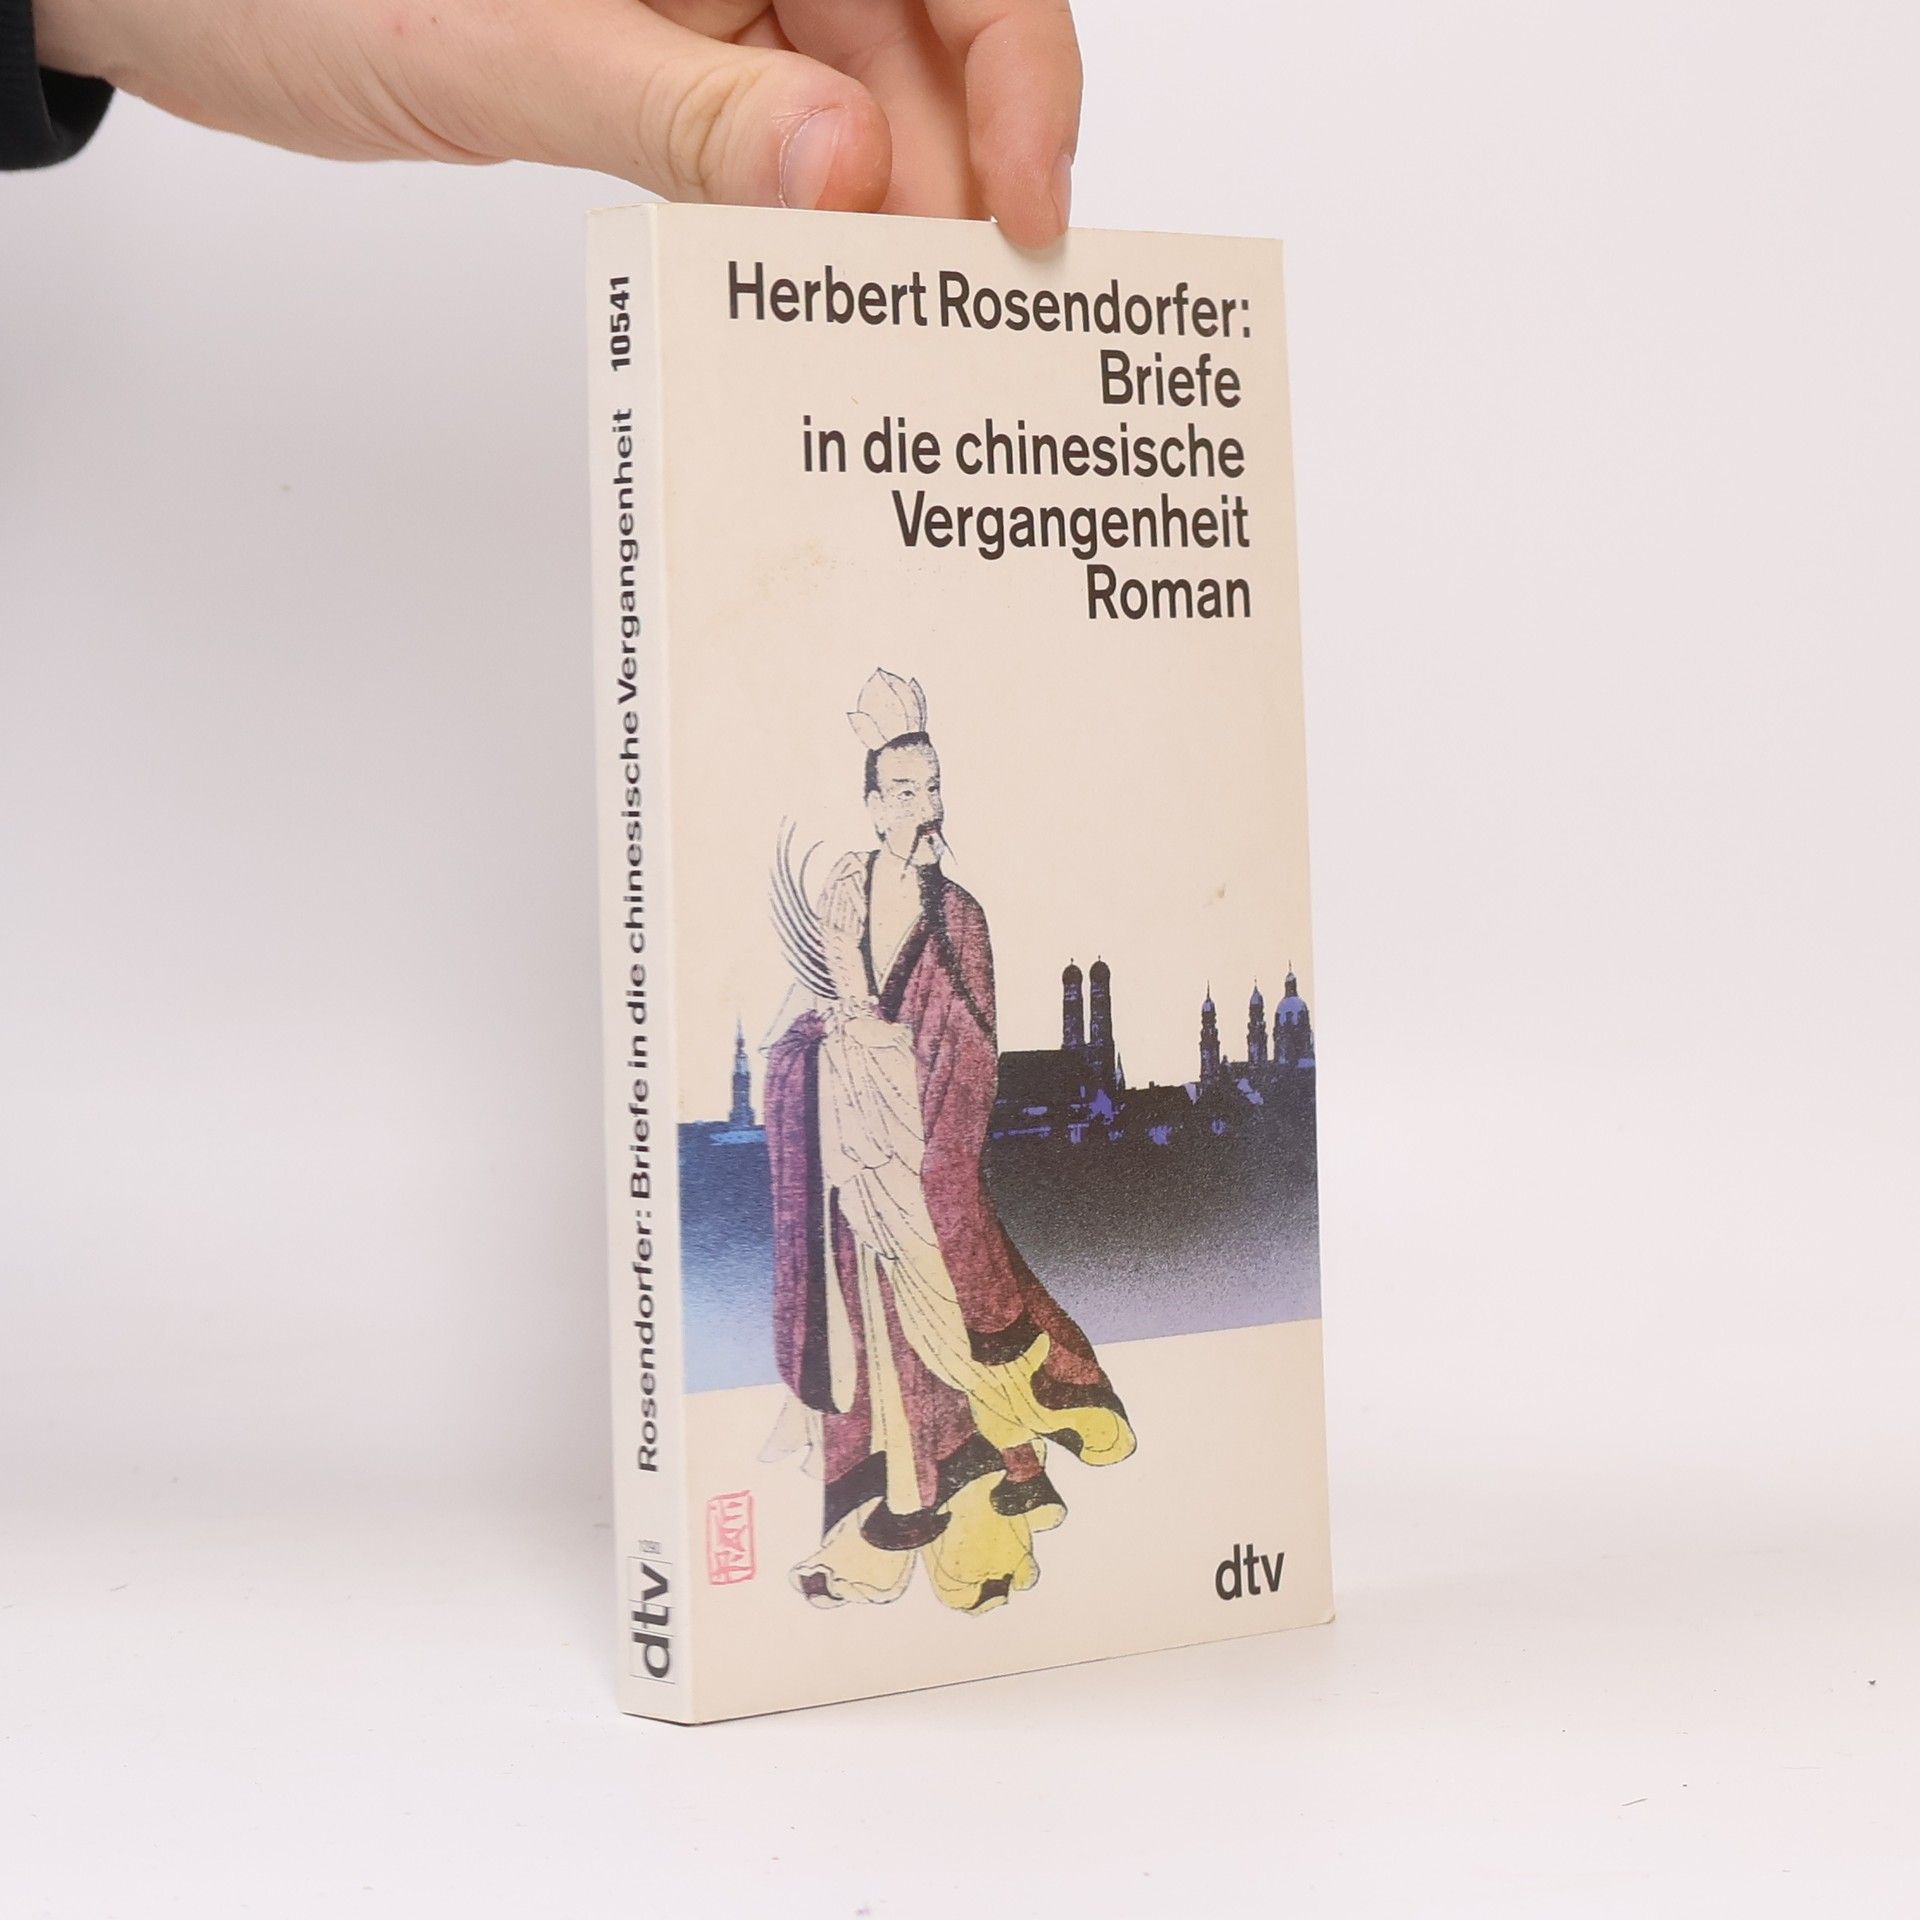 Herbert Rosendorfer:
Briefe
in die chinesische
Vergangenheit
Roman
dtv
Rosendorfer: Briefe in die chinesische Vergangenheit 10541
dtv